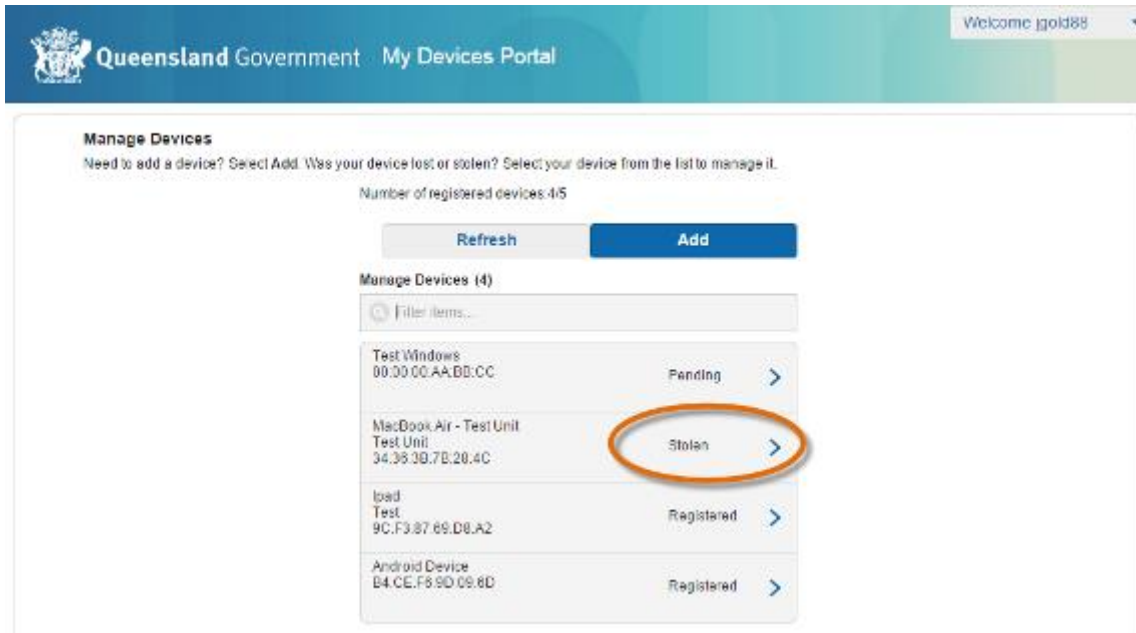 Welcome jgold88
Queensland Government My Devices Portal
Manage Devices
Need to add a device? Select Add. Was your device lost or stolen? Select your device from the list to manage it.
Number of registered devices:4/5
Refresh Add
Manage Devices (4)
Filter items...
Test Windows
00:00:00:AA:BB:CC
Pending
MacBook Air - Test Unit
Test Unit
34:36:3B:7B:28:4C
Stolen
Ipad
Test
9C:F3:87:69:D8:A2
Registered
Android Device
B4:CE:F6:9D:09:6D
Registered